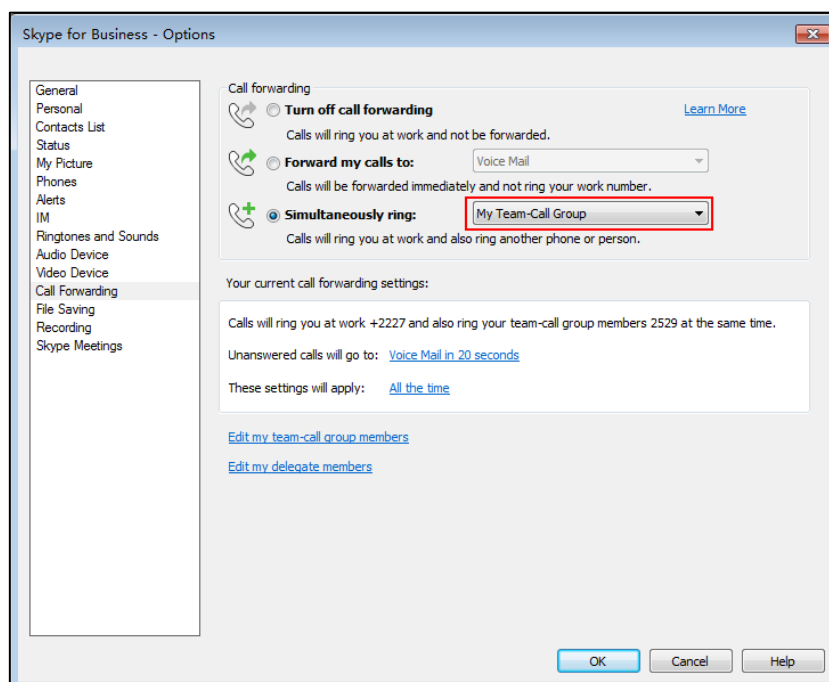 Skype for Business - Options
General
Personal
Contacts List
Status
My Picture
Phones
Alerts
IM
Ringtones and Sounds
Audio Device
Video Device
Call Forwarding
File Saving
Recording
Skype Meetings
Call forwarding
Turn off call forwarding
Learn More
Calls will ring you at work and not be forwarded.
Forward my calls to:
Voice Mail
Calls will be forwarded immediately and not ring your work number.
Simultaneously ring:
My Team-Call Group
Calls will ring you at work and also ring another phone or person.
Your current call forwarding settings:
Calls will ring you at work +2227 and also ring your team-call group members 2529 at the same time.
Unanswered calls will go to: Voice Mail in 20 seconds
These settings will apply: All the time
Edit my team-call group members
Edit my delegate members
OK
Cancel
Help